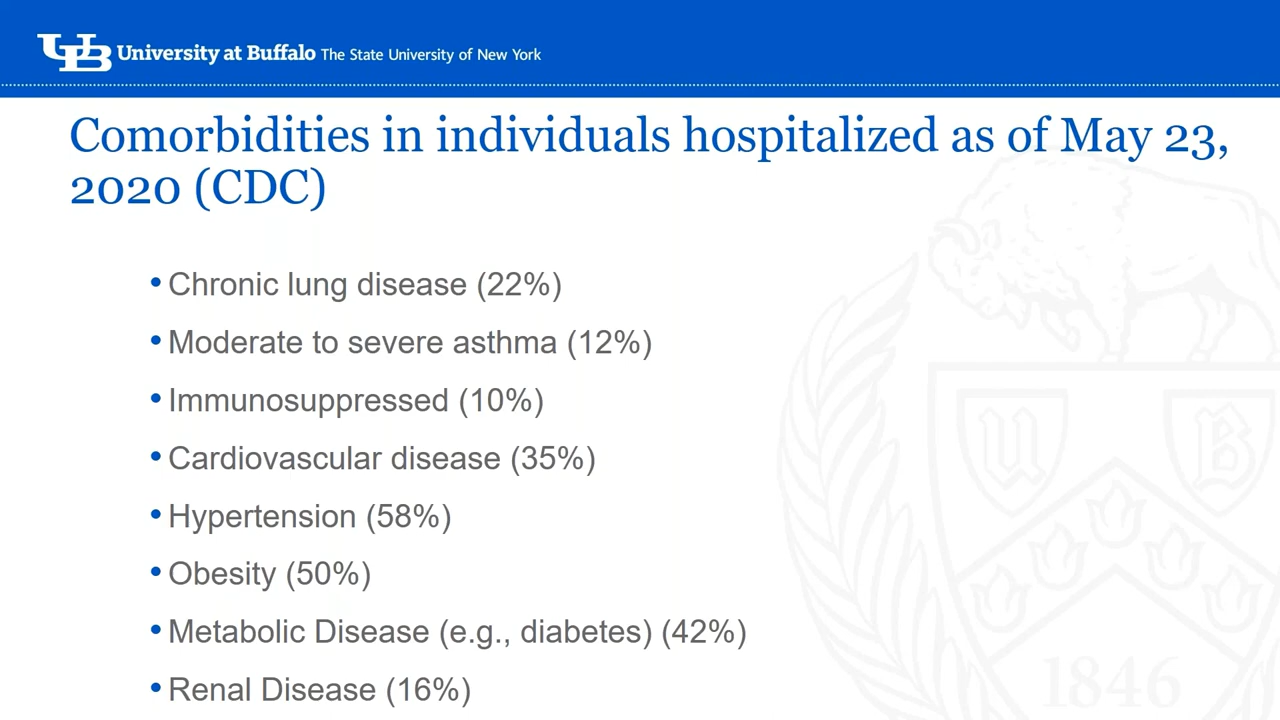 UB University at Buffalo The State University of New York
Comorbidities in individuals hospitalized as of May 23,
2020 (CDC)
• Chronic lung disease (22%)
• Moderate to severe asthma (12%)
• Immunosuppressed (10%)
• Cardiovascular disease (35%)
• Hypertension (58%)
• Obesity (50%)
• Metabolic Disease (e.g., diabetes) (42%)
• Renal Disease (16%)
U B
1846